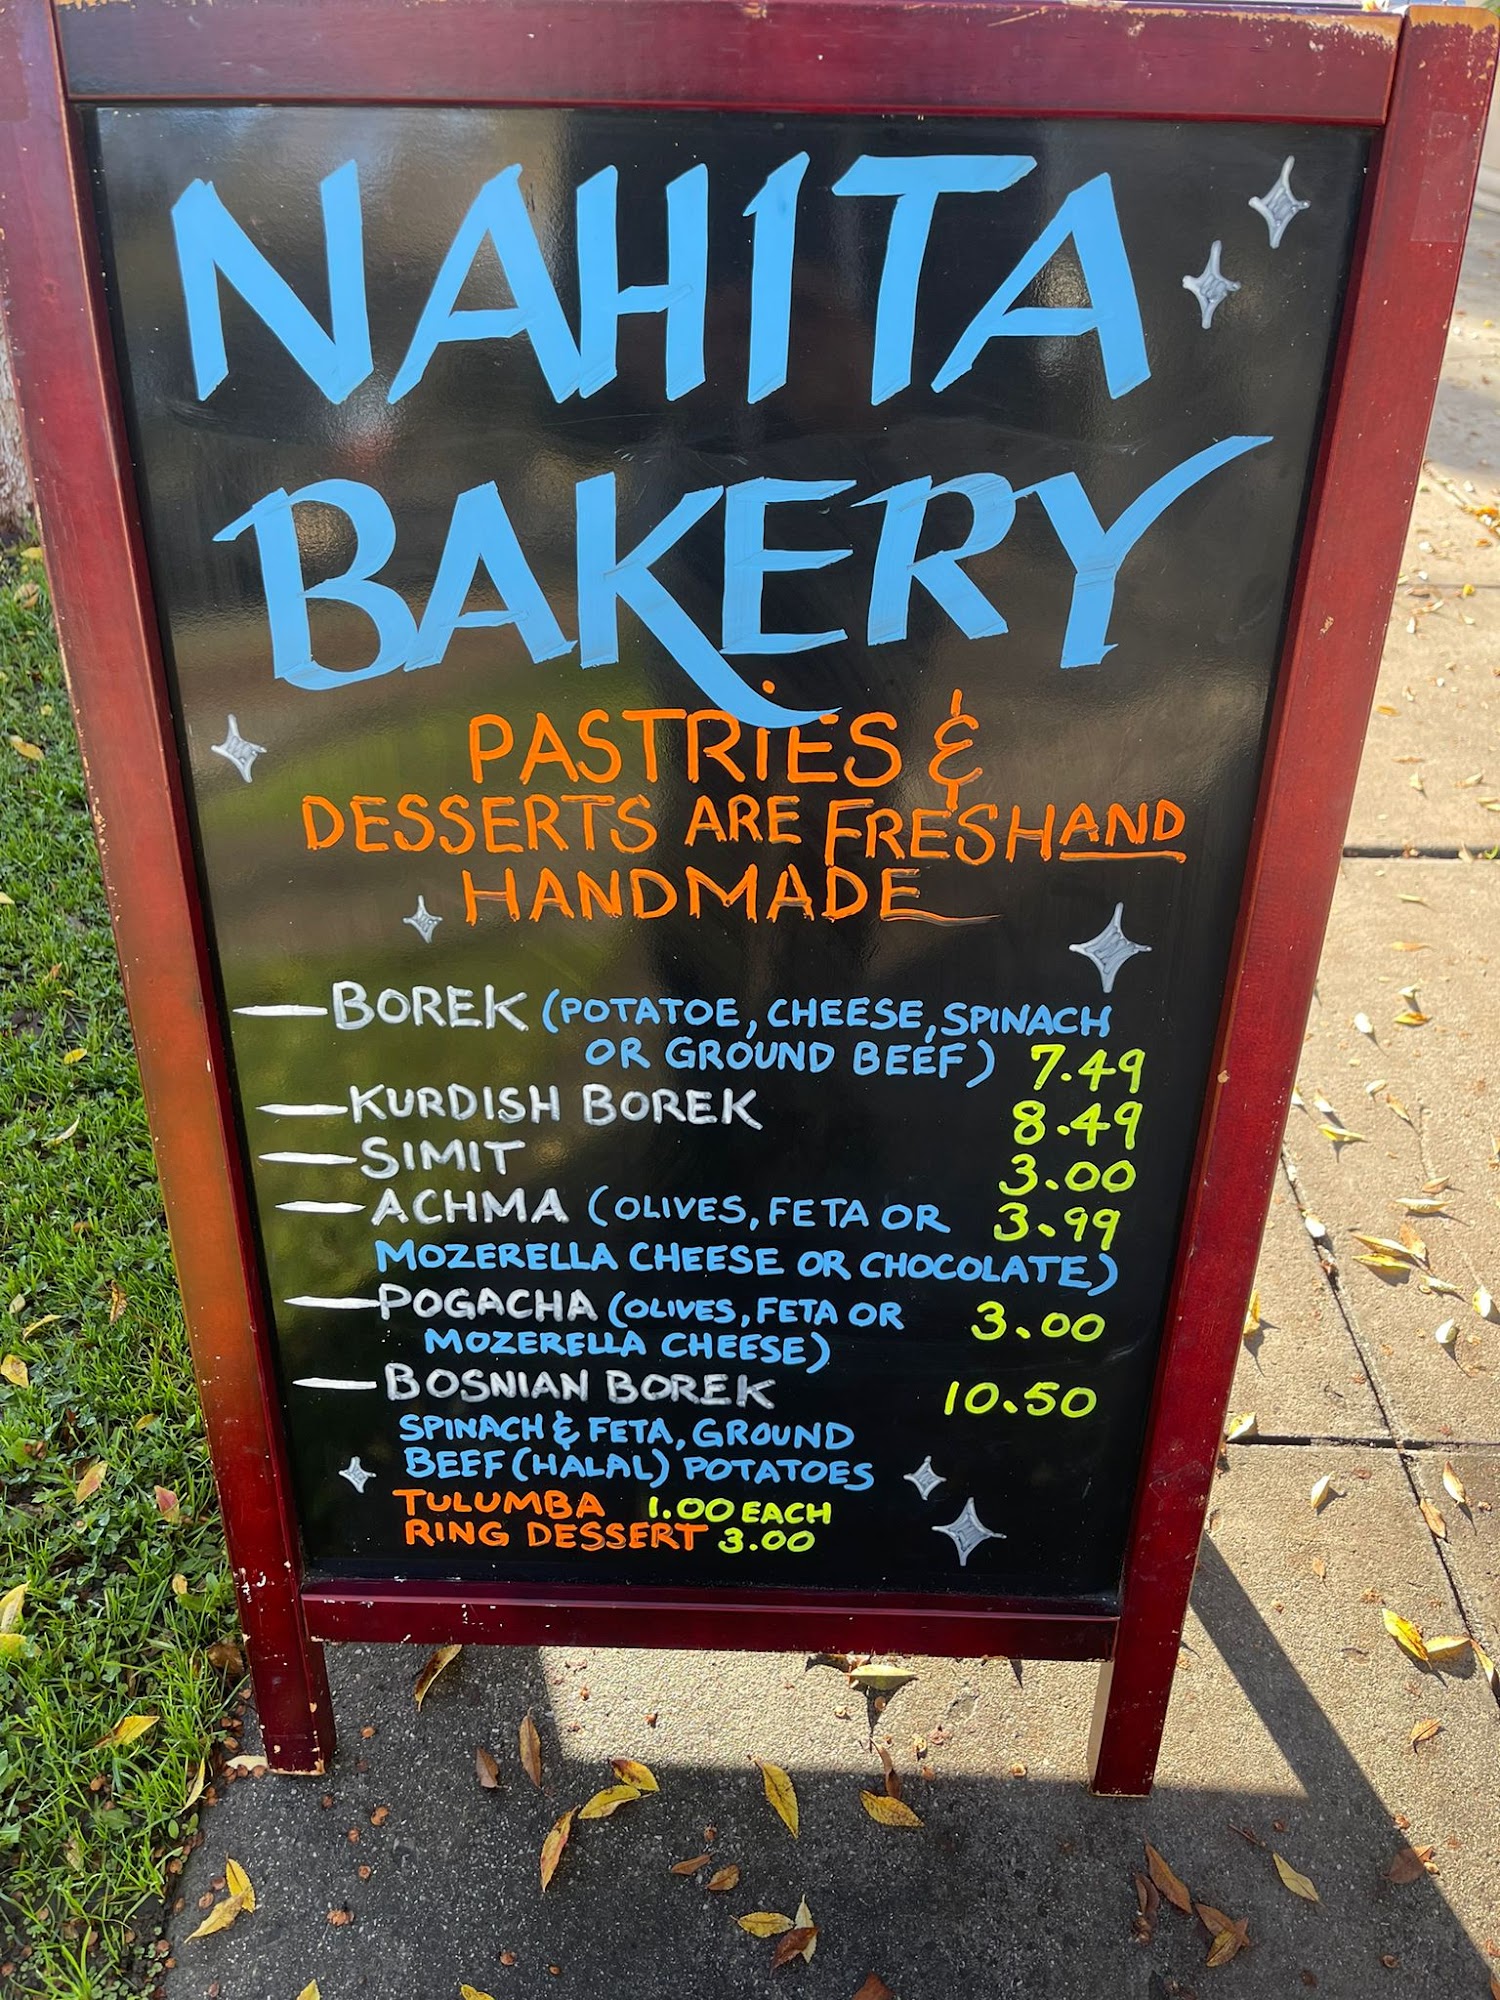 NAHITA
BAKERY
PASTRIES &
DESSERTS ARE FRESH AND
HANDMADE
BOREK (POTATOE, CHEESE, SPINACH
OR GROUND BEEF) 7.49
KURDISH BOREK 8.49
SIMIT 3.00
ACHMA (OLIVES, FETA OR 3.99
MOZERELLA CHEESE OR CHOCOLATE)
POGACHA (OLIVES, FETA OR 3.00
MOZERELLA CHEESE)
BOSNIAN BOREK 10.50
SPINACH & FETA, GROUND
BEEF (HALAL) POTATOES
TULUMBA 1.00 EACH
RING DESSERT 3.00